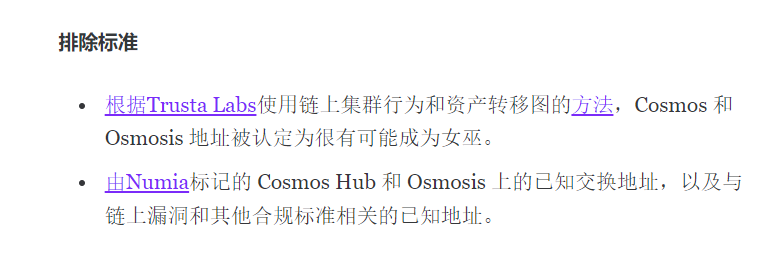 排除标准
根据Trusta Labs使用链上集群行为和资产转移图的方法，Cosmos 和
Osmosis 地址被认定为很有可能成为女巫。
由Numia标记的 Cosmos Hub 和 Osmosis 上的已知交换地址，以及与
链上漏洞和其他合规标准相关的已知地址。